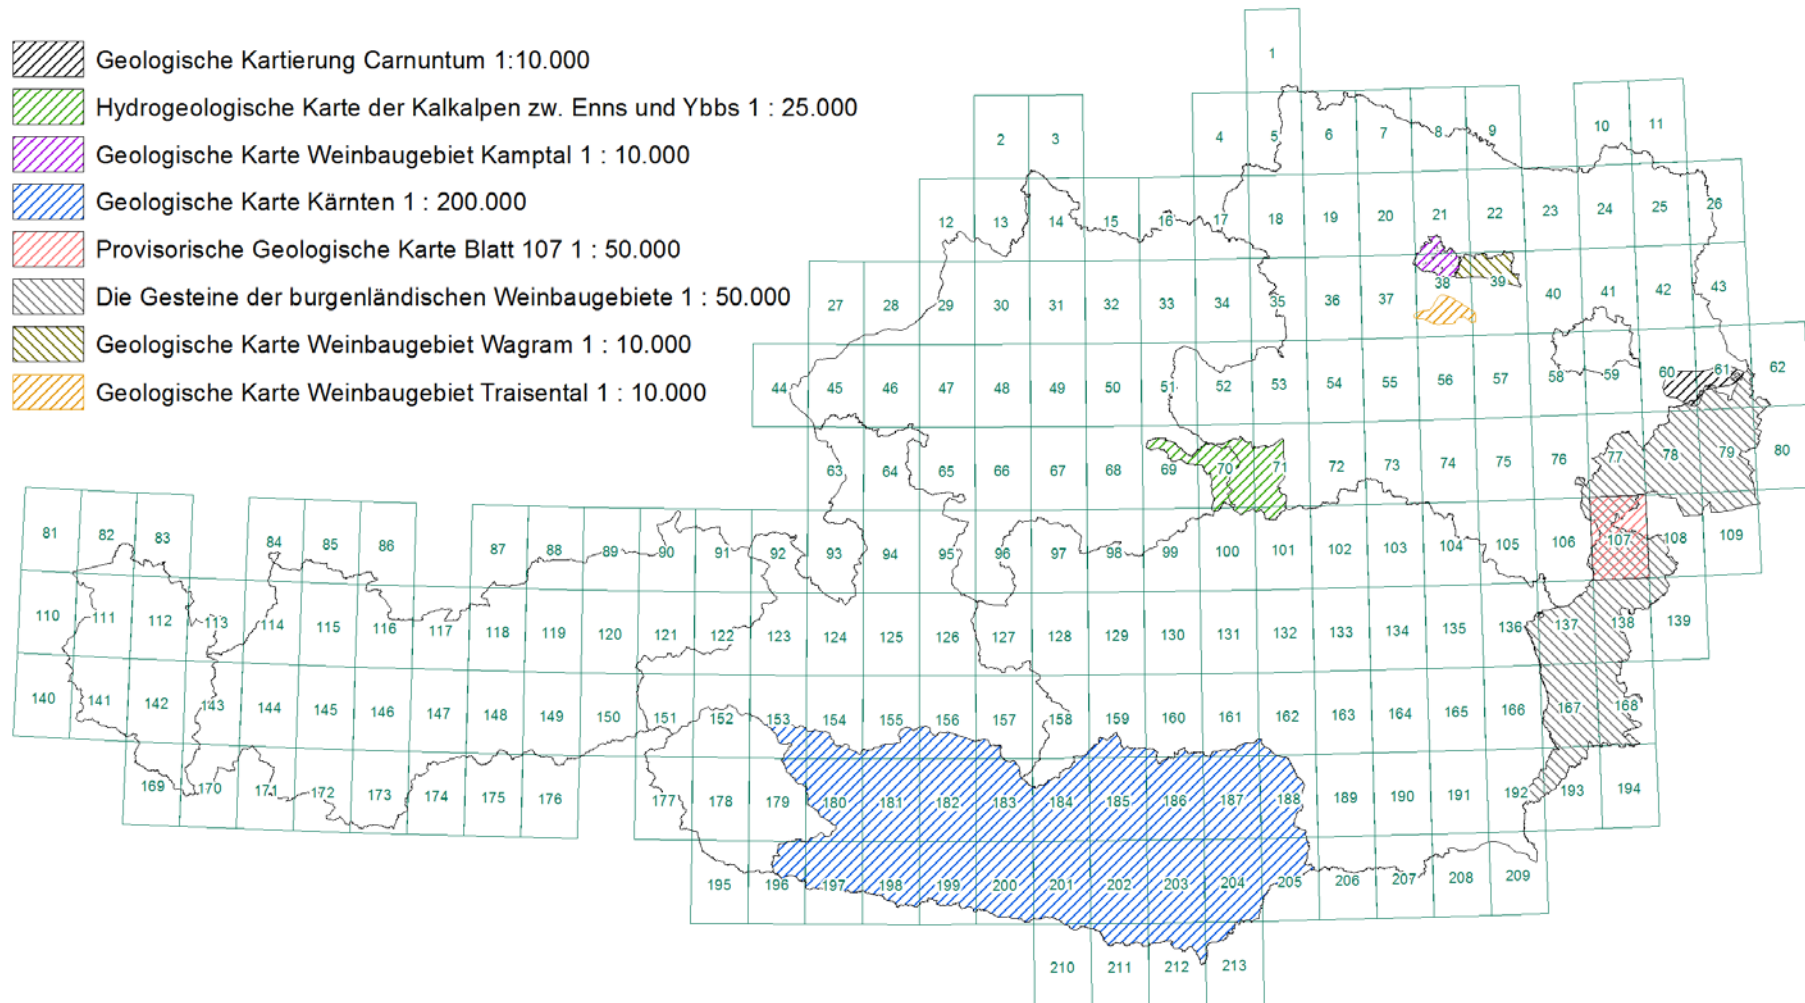 Geologische Kartierung Carnuntum 1:10.000
Hydrogeologische Karte der Kalkalpen zw. Enns und Ybbs 1 : 25.000
Geologische Karte Weinbaugebiet Kamptal 1 : 10.000
Geologische Karte Kärnten 1 : 200.000
Provisorische Geologische Karte Blatt 107 1 : 50.000
Die Gesteine der burgenländischen Weinbaugebiete 1 : 50.000
Geologische Karte Weinbaugebiet Wagram 1 : 10.000
Geologische Karte Weinbaugebiet Traisental 1 : 10.000
1
2 3 4 5 6 7 8 9 10 11
12 13 14 15 16 17 18 19 20 21 22 23 24 25 26
27 28 29 30 31 32 33 34 35 36 37 38 39 40 41 42 43
44 45 46 47 48 49 50 51 52 53 54 55 56 57 58 59 60 61 62
63 64 65 66 67 68 69 70 71 72 73 74 75 76 77 78 79 80
81 82 83 84 85 86 87 88 89 90 91 92 93 94 95 96 97 98 99 100 101 102 103 104 105 106 107 108 109
110 111 112 113 114 115 116 117 118 119 120 121 122 123 124 125 126 127 128 129 130 131 132 133 134 135 136 137 138 139
140 141 142 143 144 145 146 147 148 149 150 151 152 153 154 155 156 157 158 159 160 161 162 163 164 165 166 167 168
169 170 171 172 173 174 175 176 177 178 179 180 181 182 183 184 185 186 187 188 189 190 191 192 193 194
195 196 197 198 199 200 201 202 203 204 205 206 207 208 209
210 211 212 213